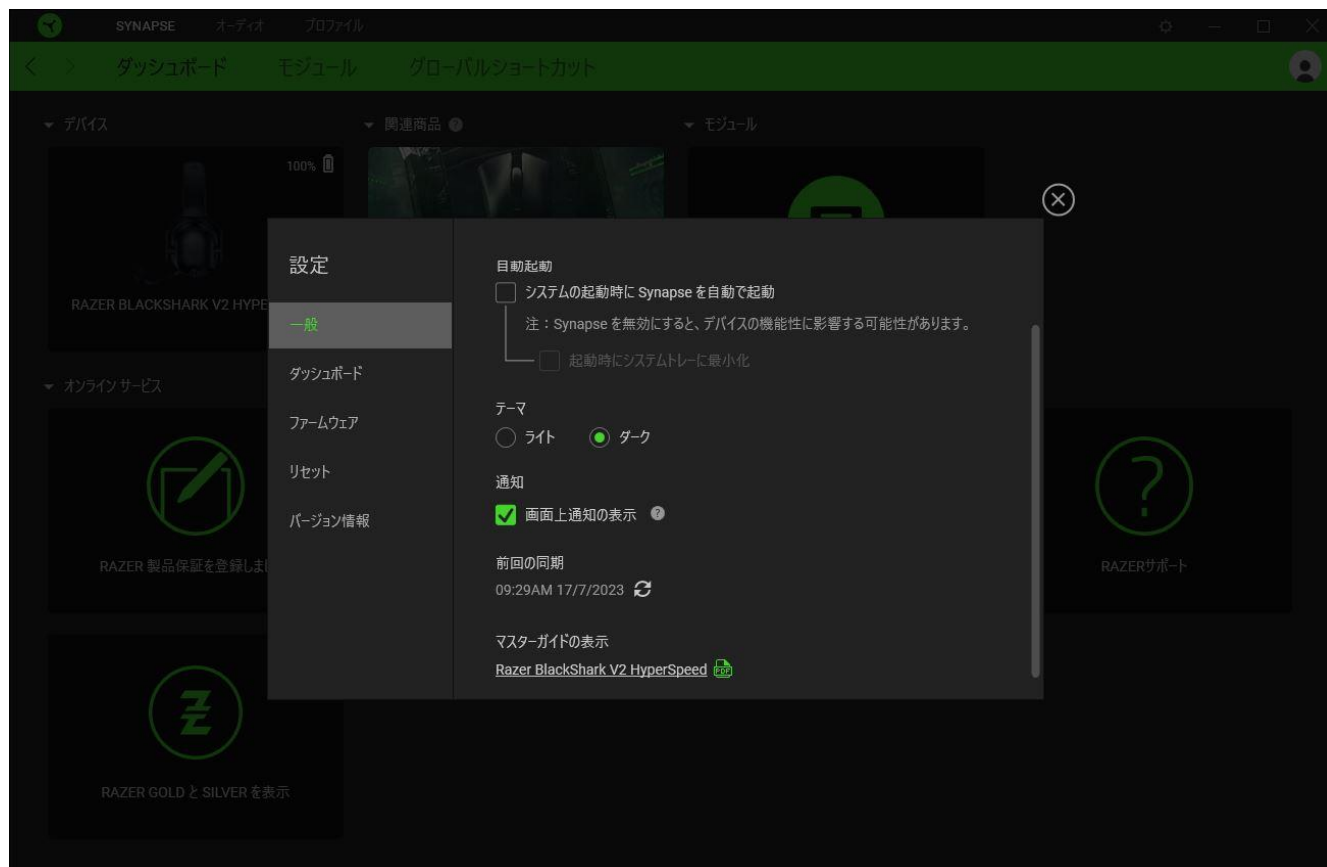 SYNAPSE オーディオ プロファイル
ダッシュボード モジュール グローバルショートカット
デバイス
関連商品
モジュール
100%
RAZER BLACKSHARK V2 HYPE
オンライン サービス
RAZER 製品保証を登録しま
RAZERサポート
RAZER GOLD と SILVER を表示
設定
一般
ダッシュボード
ファームウェア
リセット
バージョン情報
自動起動
システムの起動時に Synapse を自動で起動
注：Synapse を無効にすると、デバイスの機能性に影響する可能性があります。
起動時にシステムトレーに最小化
テーマ
ライト ダーク
通知
画面上通知の表示 ?
前回の同期
09:29AM 17/7/2023
マスターガイドの表示
Razer BlackShark V2 HyperSpeed PDF